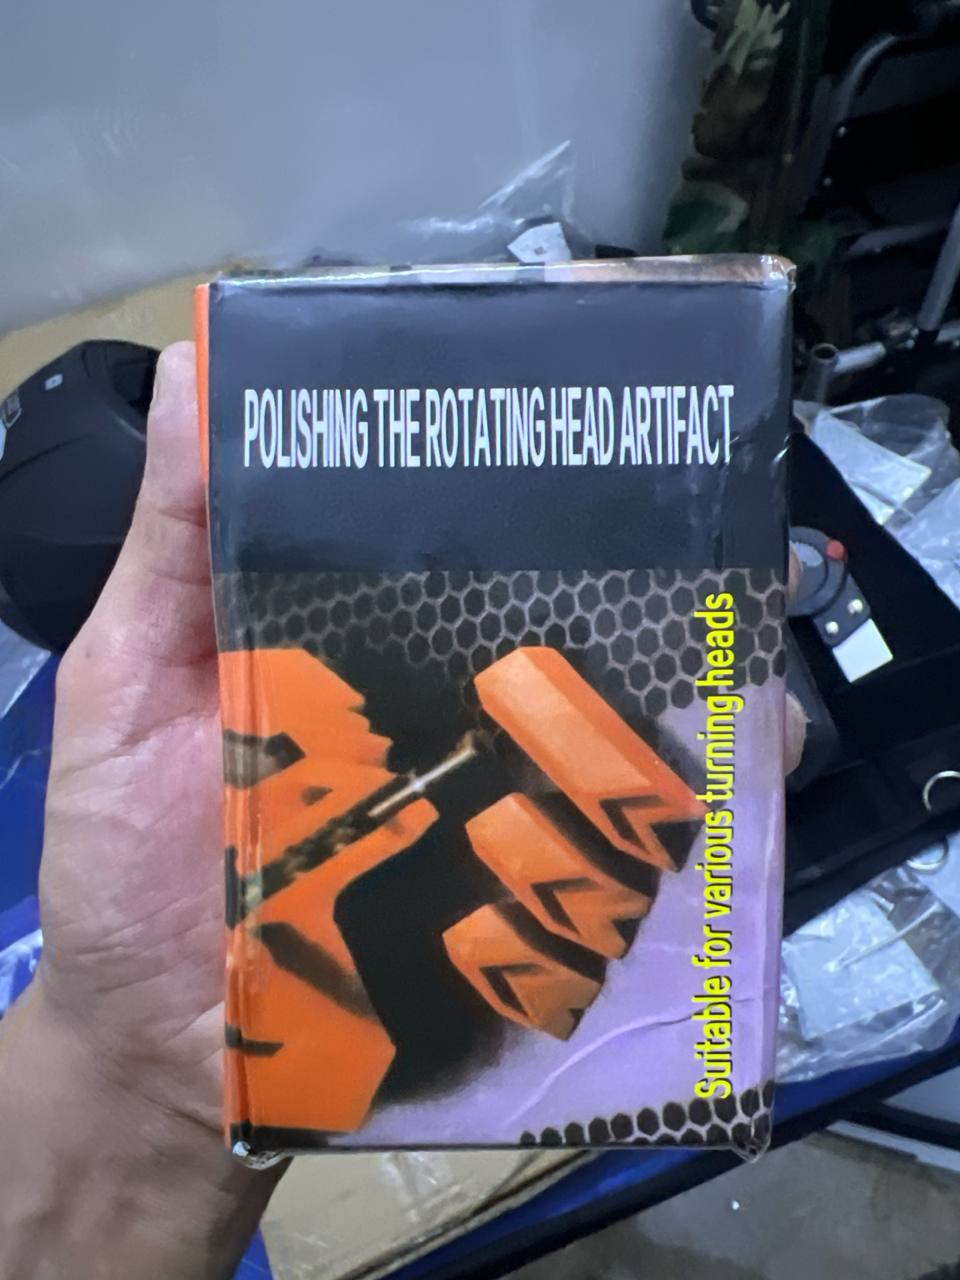 POLISHING THE ROTATING HEAD ARTIFACT
Suitable for various turning heads